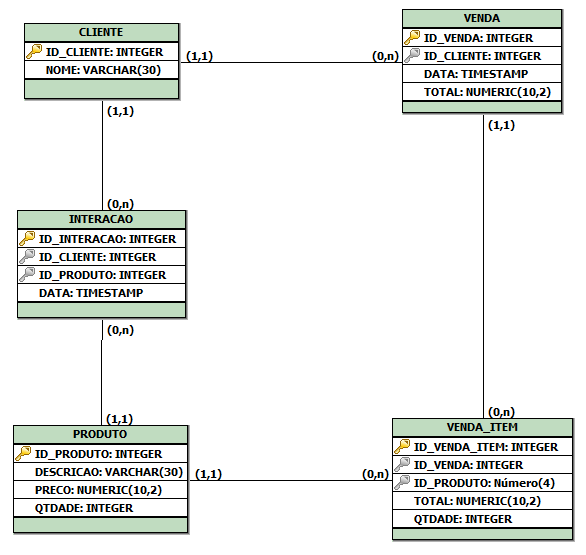 CLIENTE
ID_CLIENTE: INTEGER
NOME: VARCHAR(30)
(1,1)
(0,n)
VENDA
ID_VENDA: INTEGER
ID_CLIENTE: INTEGER
DATA: TIMESTAMP
TOTAL: NUMERIC(10,2)
(1,1)
(1,1)
(0,n)
INTERACAO
ID_INTERACAO: INTEGER
ID_CLIENTE: INTEGER
ID_PRODUTO: INTEGER
DATA: TIMESTAMP
(0,n)
(1,1)
PRODUTO
ID_PRODUTO: INTEGER
DESCRICAO: VARCHAR(30)
PRECO: NUMERIC(10,2)
QTDADE: INTEGER
(1,1)
(0,n)
(0,n)
VENDA_ITEM
ID_VENDA_ITEM: INTEGER
ID_VENDA: INTEGER
ID_PRODUTO: Número(4)
TOTAL: NUMERIC(10,2)
QTDADE: INTEGER